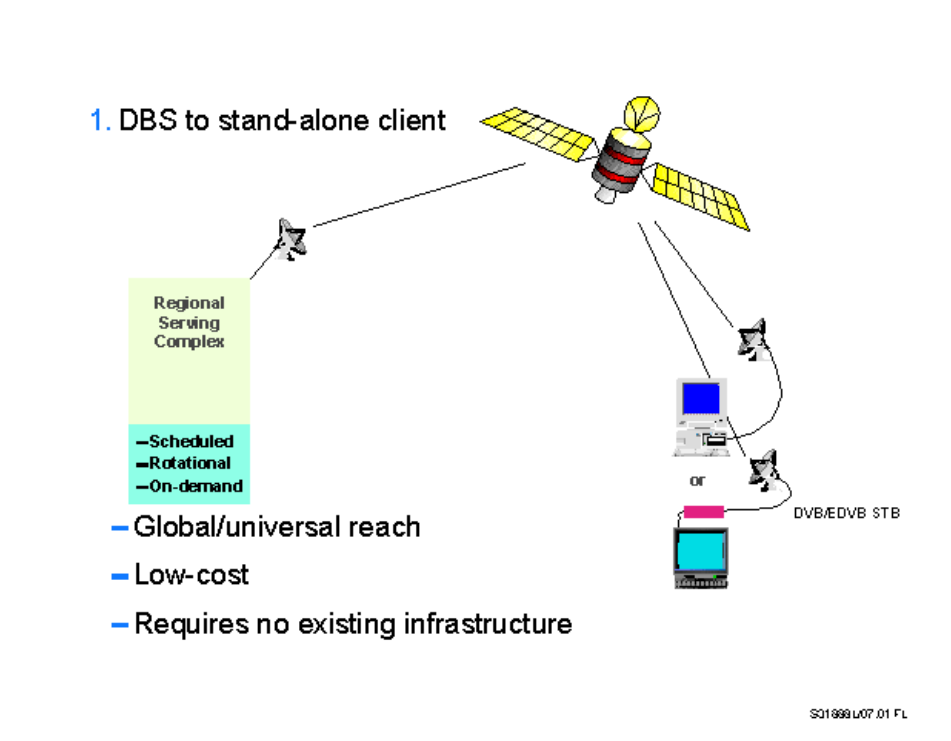 1. DBS to stand-alone client
Regional
Serving
Complex
–Scheduled
–Rotational
–On-demand
or
DVB/EDVB STB
– Global/universal reach
– Low-cost
– Requires no existing infrastructure